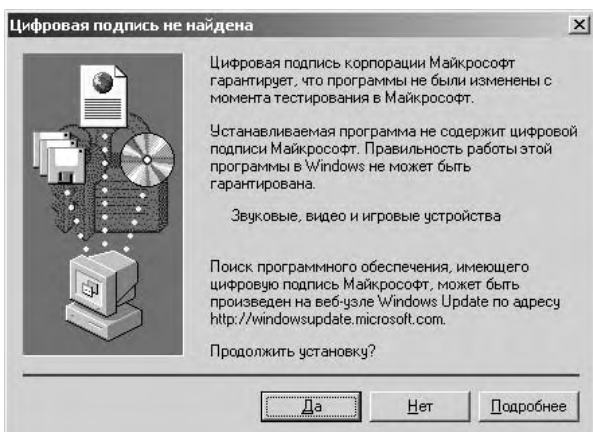 Цифровая подпись не найдена
Цифровая подпись корпорации Майкрософт
гарантирует, что программы не были изменены с
момента тестирования в Майкрософт.
Устанавливаемая программа не содержит цифровой
подписи Майкрософт. Правильность работы этой
программы в Windows не может быть
гарантирована.
Звуковые, видео и игровые устройства
Поиск программного обеспечения, имеющего
цифровую подпись Майкрософт, может быть
произведен на веб-узле Windows Update по адресу
http://windowsupdate.microsoft.com.
Продолжить установку?
Да Нет Подробнее